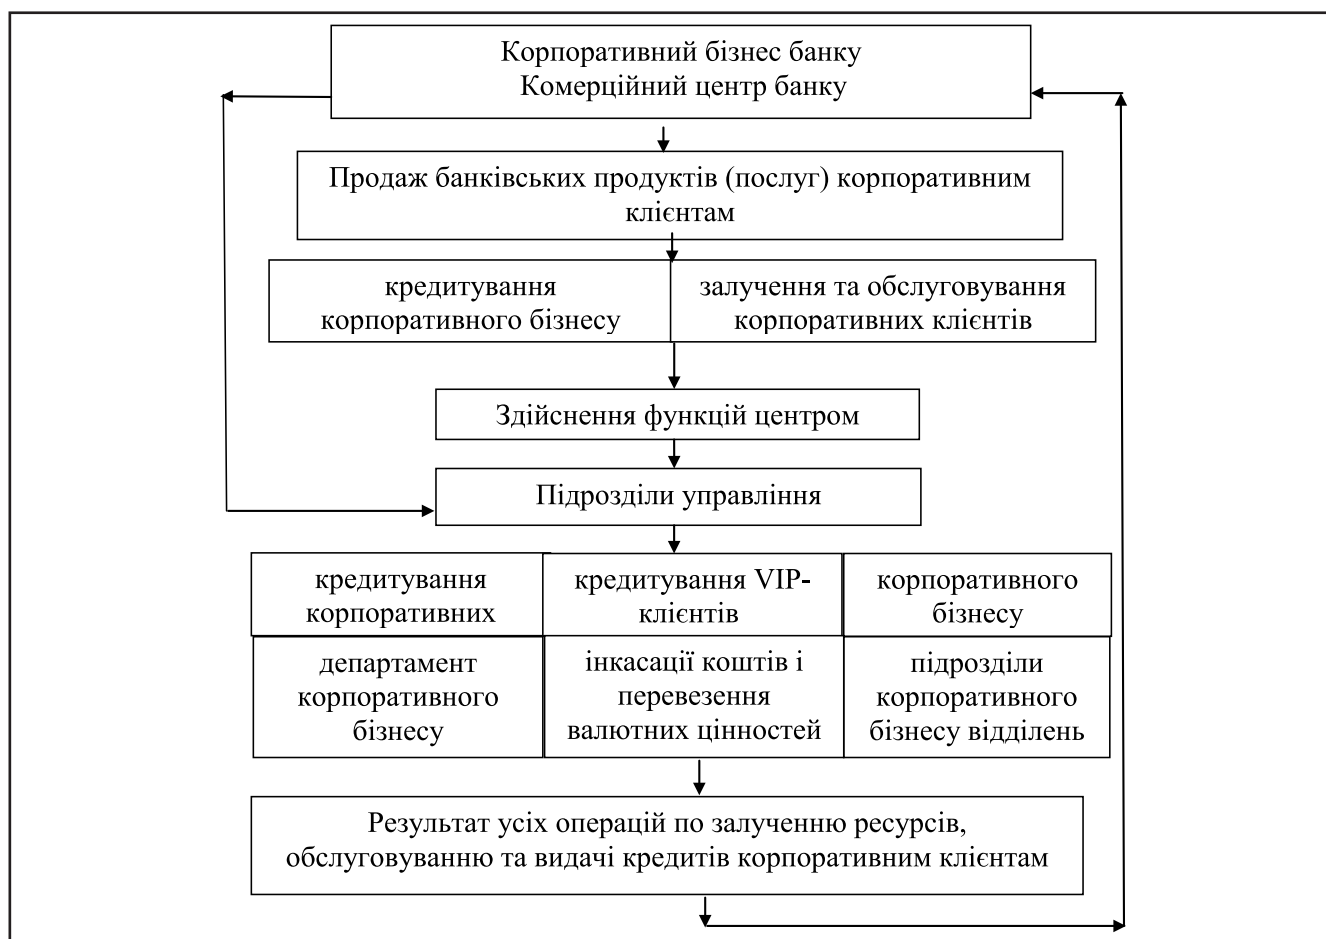 Корпоративний бізнес банку
Комерційний центр банку
Продаж банківських продуктів (послуг) корпоративним
клієнтам
кредитування
корпоративного бізнесу
залучення та обслуговування
корпоративних клієнтів
Здійснення функцій центром
Підрозділи управління
кредитування
корпоративних
кредитування VIP-
клієнтів
корпоративного
бізнесу
департамент
корпоративного
бізнесу
інкасації коштів і
перевезення
валютних цінностей
підрозділи
корпоративного
бізнесу відділень
Результат усіх операцій по залученню ресурсів,
обслуговуванню та видачі кредитів корпоративним клієнтам